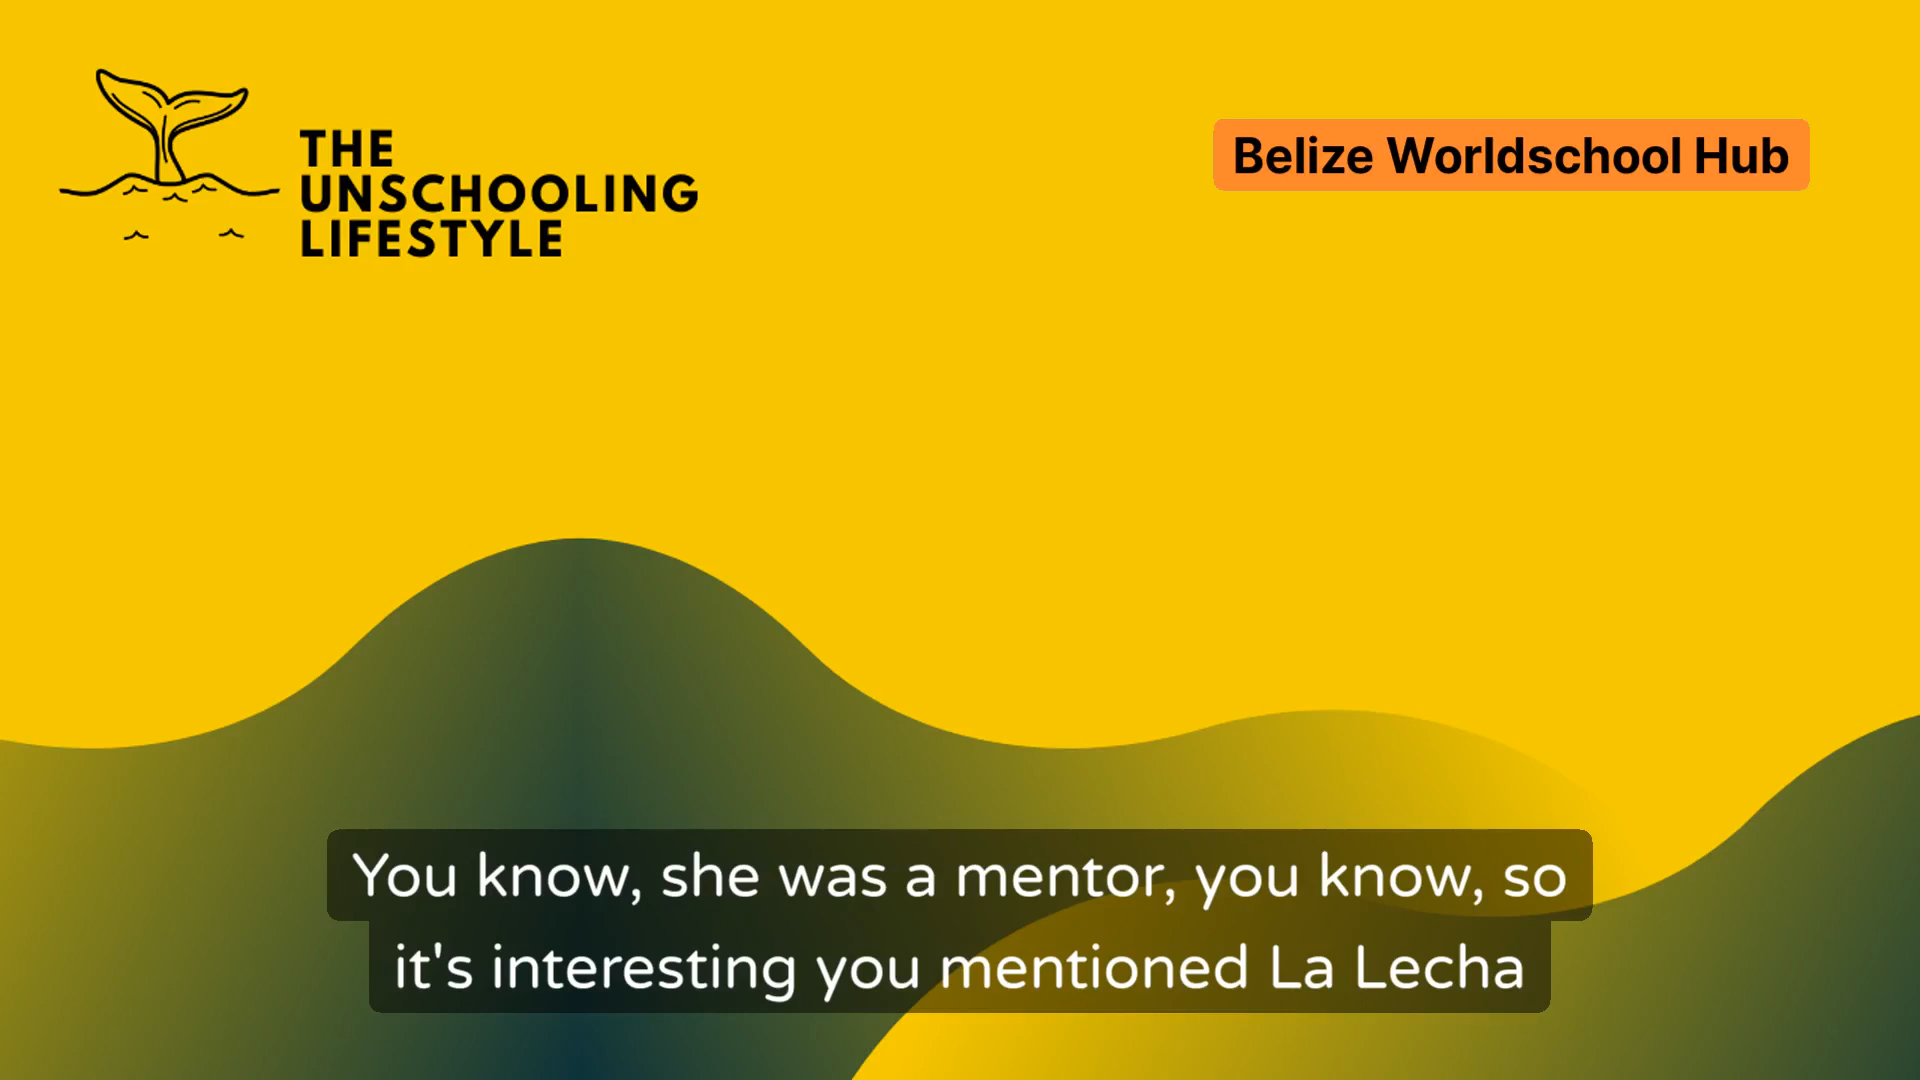 THE
UNSCHOOLING
LIFESTYLE
Belize Worldschool Hub
You know, she was a mentor, you know, so
it's interesting you mentioned La Lecha